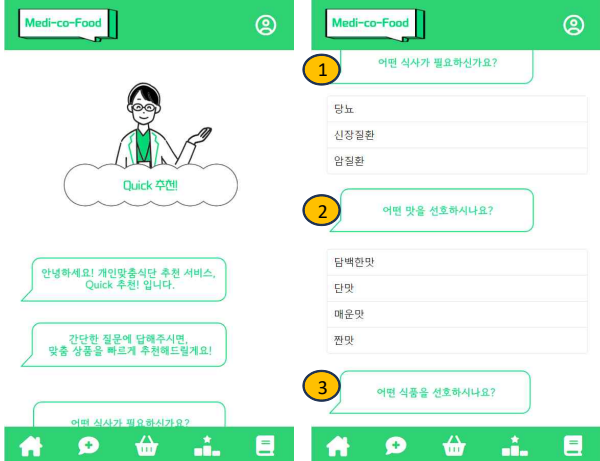 Medi-co-Food
Quick 추천!
안녕하세요! 개인맞춤식단 추천 서비스,
Quick 추천! 입니다.
간단한 질문에 답해주시면,
맞춤 상품을 빠르게 추천해드릴게요!
어떤 식사가 필요하신가요?
Medi-co-Food
1
어떤 식사가 필요하신가요?
당뇨
신장질환
암질환
2
어떤 맛을 선호하시나요?
담백한맛
단맛
매운맛
짠맛
3
어떤 식품을 선호하시나요?